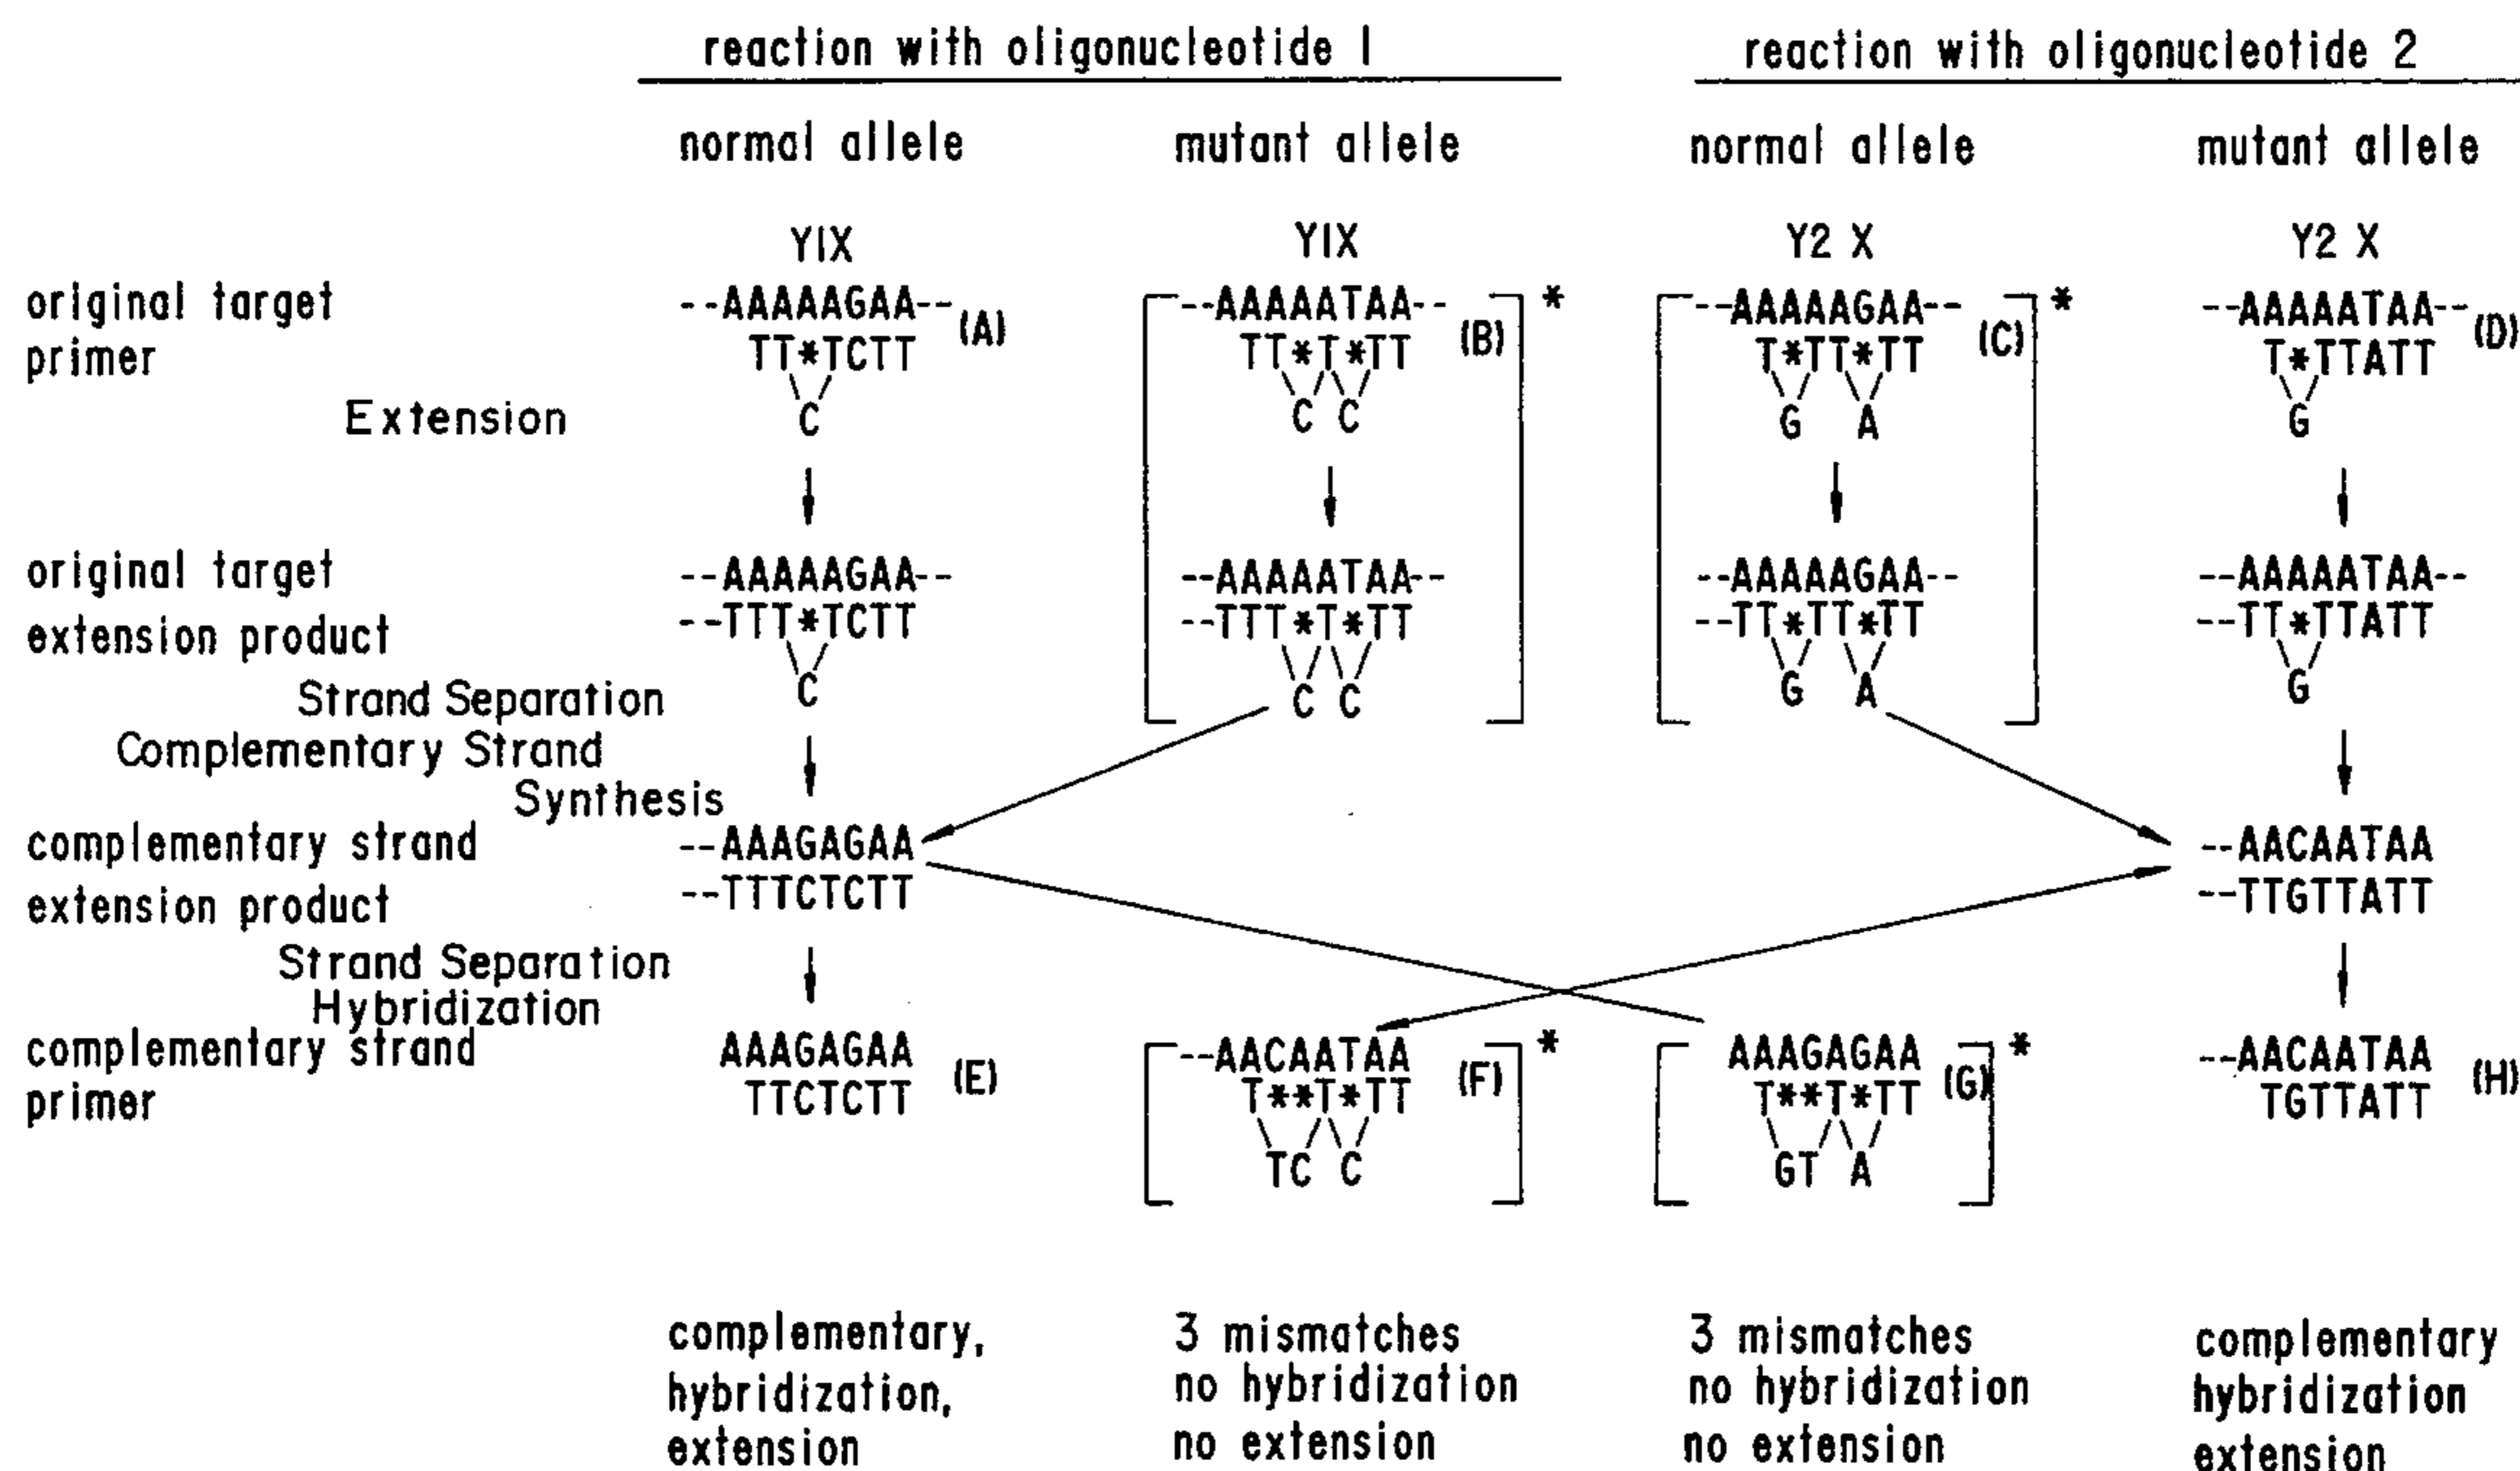 reaction with oligonucleotide 1 reaction with oligonucleotide 2
normal allele mutant allele normal allele mutant allele
Y1X Y1X Y2 X Y2 X
original target --AAAAAGAA-- --AAAAATAA-- * --AAAAAGAA-- * --AAAAATAA--
primer TT*TCTT (A) TT*T*TT (B) T*TT*TT (C) T*TTATT (D)
Extension C C C G A G
original target --AAAAAGAA-- --AAAAATAA-- --AAAAAGAA-- --AAAAATAA--
extension product --TTT*TCTT --TTT*T*TT --TT*TT*TT --TT*TTATT
Strand Separation C C C G A G
Complementary Strand
Synthesis
complementary strand --AAAGAGAA --AACAATAA
extension product --TTTCTCTT --TTGTTATT
Strand Separation
Hybridization
complementary strand AAAGAGAA --AACAATAA * AAAGAGAA * --AACAATAA
primer TTCTCTT (E) T**T*TT (F) T**T*TT (G) TGTTATT (H)
TC C GT A
complementary, 3 mismatches 3 mismatches complementary
hybridization, no hybridization no hybridization hybridization
extension no extension no extension extension